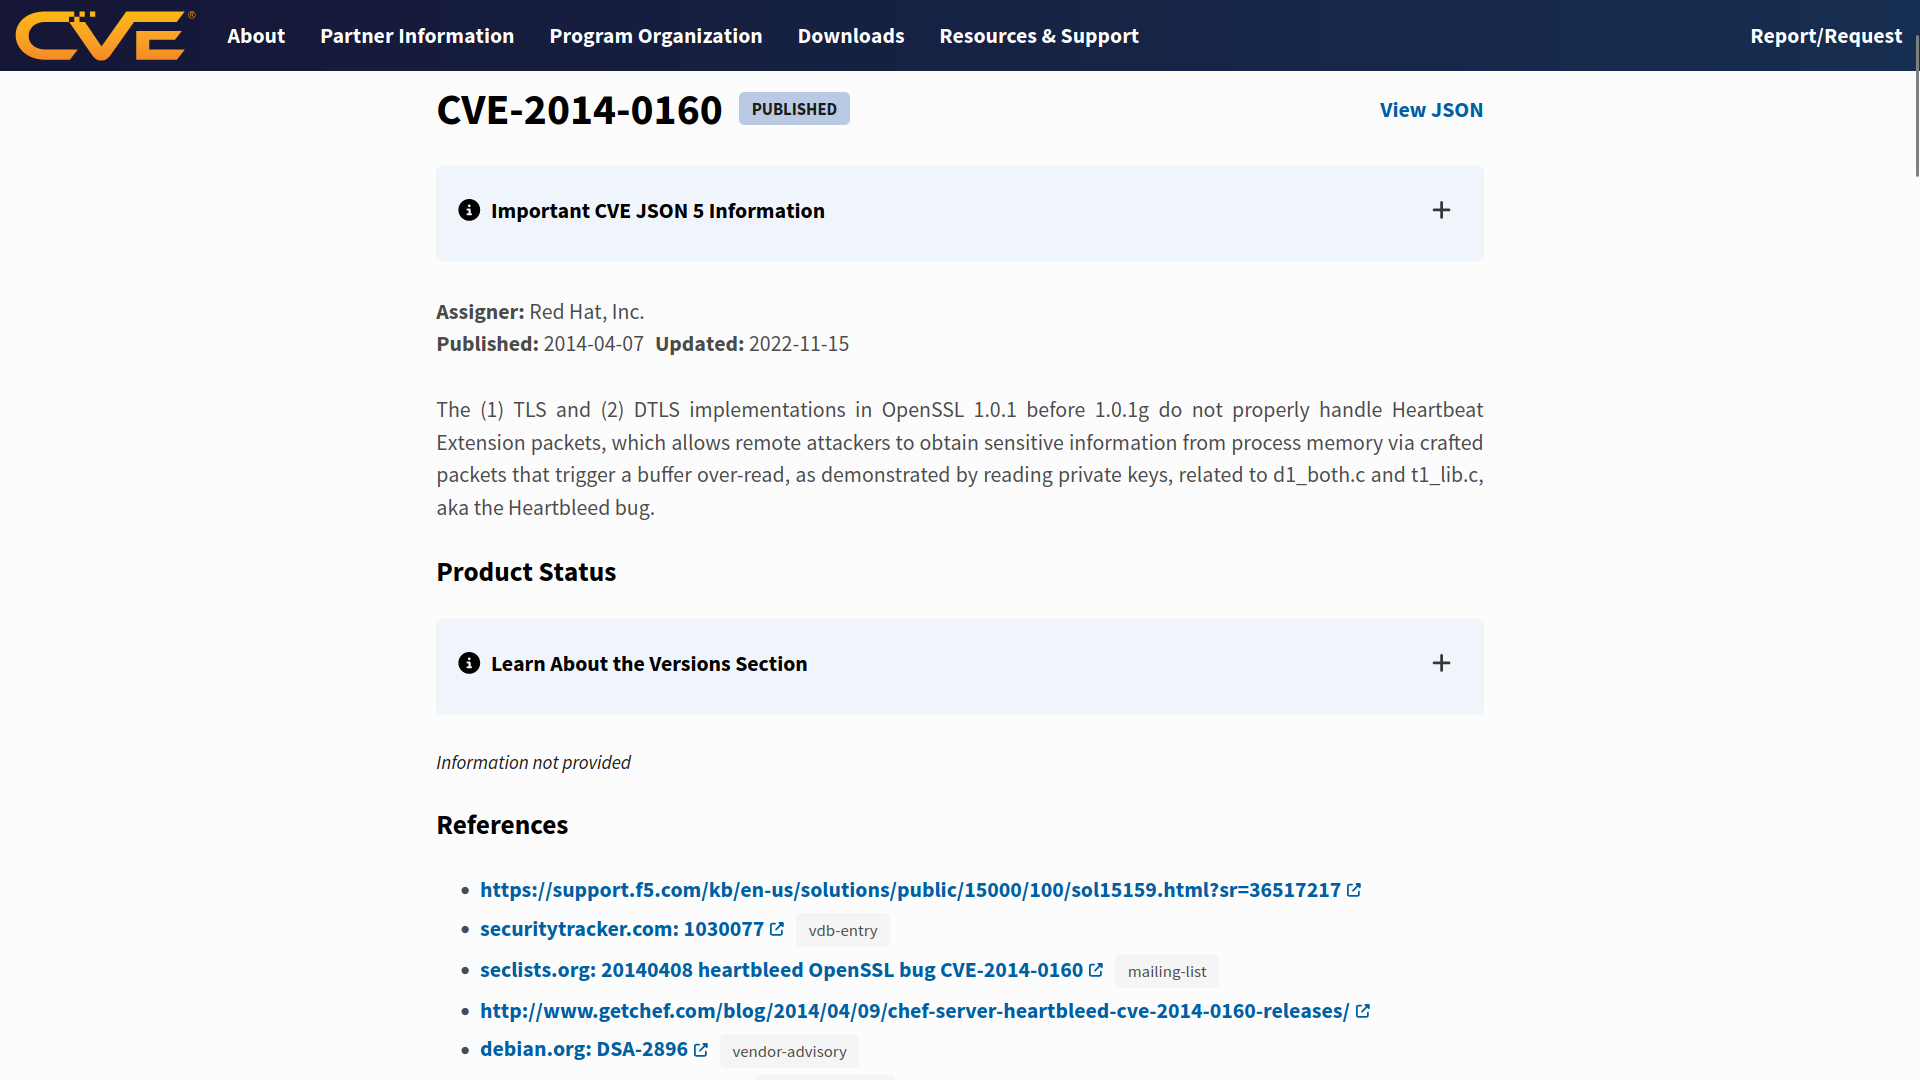 CVE®
About
Partner Information
Program Organization
Downloads
Resources & Support
Report/Request
CVE-2014-0160
PUBLISHED
View JSON
Important CVE JSON 5 Information
Assigner: Red Hat, Inc.
Published: 2014-04-07 Updated: 2022-11-15
The (1) TLS and (2) DTLS implementations in OpenSSL 1.0.1 before 1.0.1g do not properly handle Heartbeat
Extension packets, which allows remote attackers to obtain sensitive information from process memory via crafted
packets that trigger a buffer over-read, as demonstrated by reading private keys, related to d1_both.c and t1_lib.c,
aka the Heartbleed bug.
Product Status
Learn About the Versions Section
Information not provided
References
https://support.f5.com/kb/en-us/solutions/public/15000/100/sol15159.html?sr=36517217
securitytracker.com: 1030077 vdb-entry
seclists.org: 20140408 heartbleed OpenSSL bug CVE-2014-0160 mailing-list
http://www.getchef.com/blog/2014/04/09/chef-server-heartbleed-cve-2014-0160-releases/
debian.org: DSA-2896 vendor-advisory